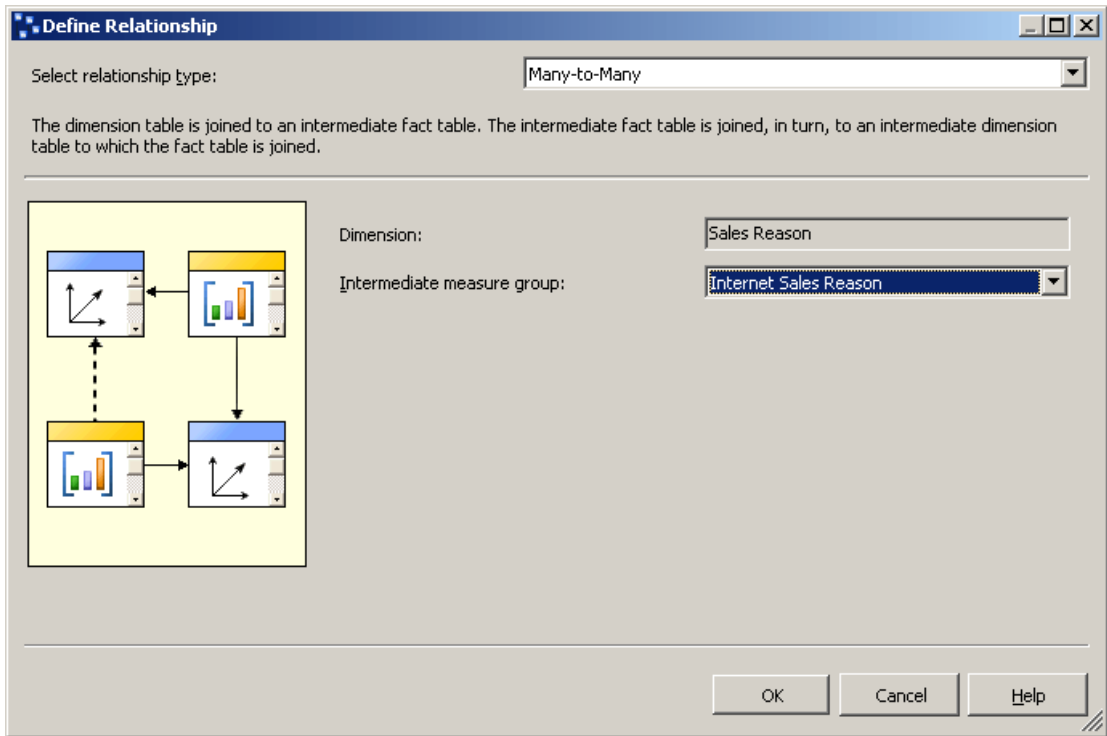 Define Relationship
Select relationship type:
Many-to-Many
The dimension table is joined to an intermediate fact table. The intermediate fact table is joined, in turn, to an intermediate dimension
table to which the fact table is joined.
Dimension:
Sales Reason
Intermediate measure group:
Internet Sales Reason
OK
Cancel
Help